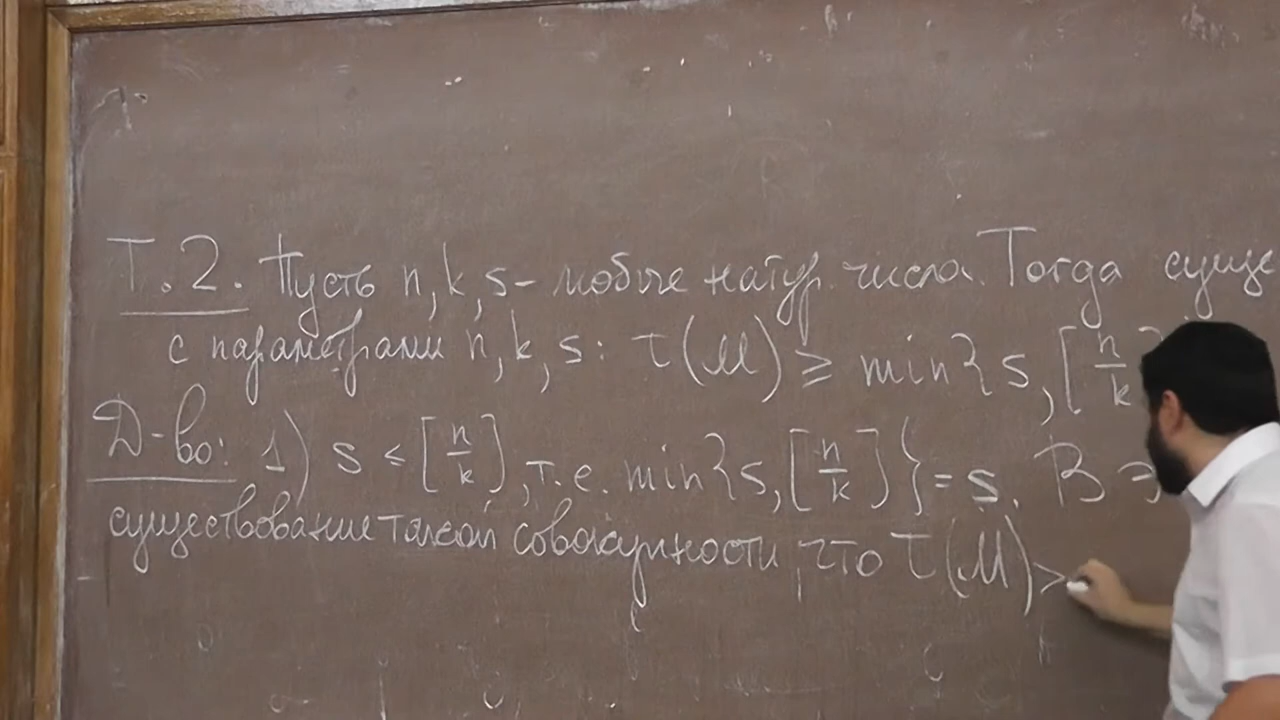 Т.2. Пусть n, k, s - любые натур. числа. Тогда суще
с параметрами n, k, s: τ(M) ≥ min{s, [n/k]
Д-во: 1) s ≤ [n/k], т.е. min{s, [n/k]} = s. В э
существование такой совокупности, что τ(M) >